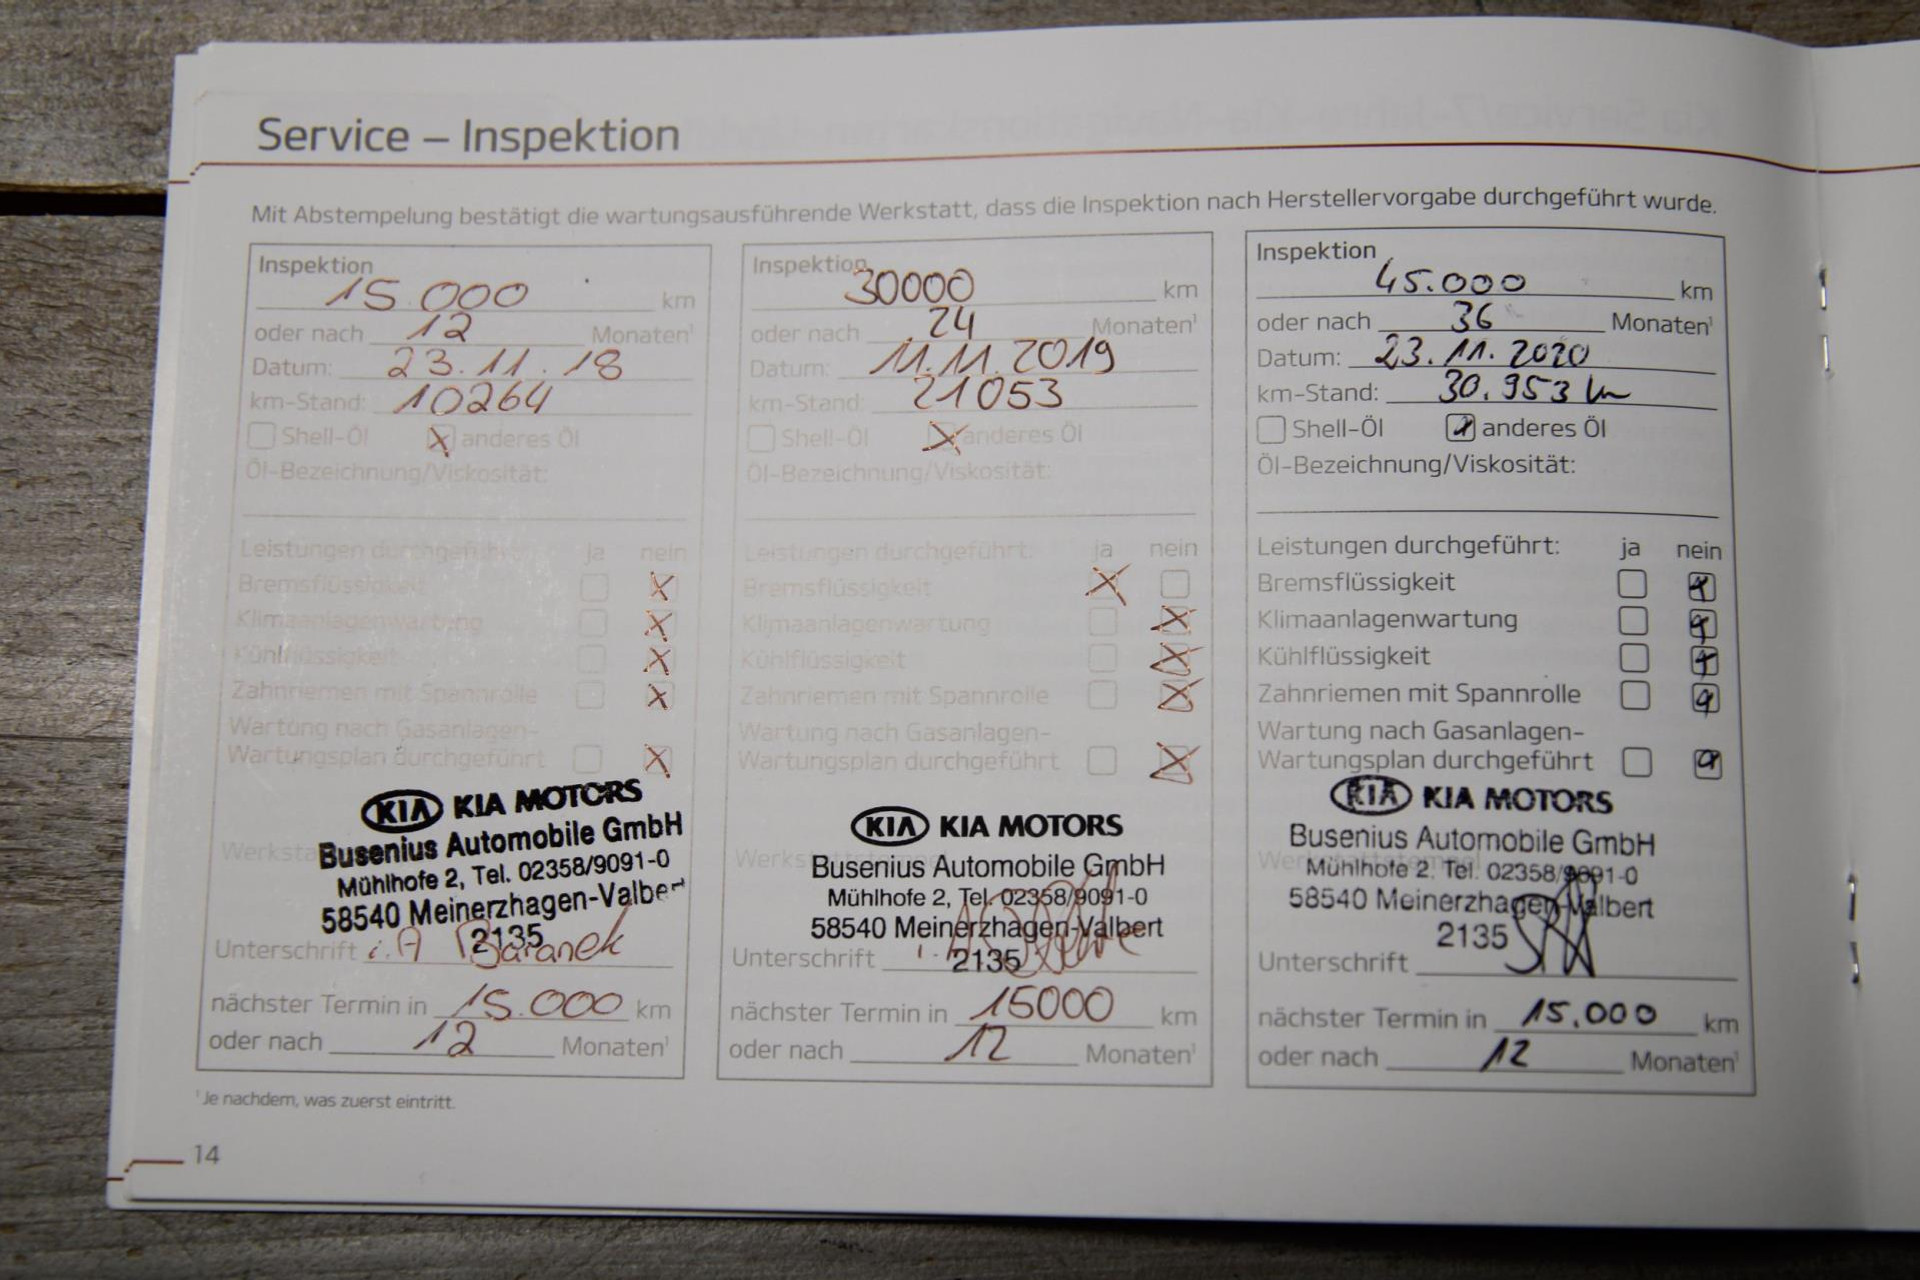 Service – Inspektion
Mit Abstempelung bestätigt die wartungsausführende Werkstatt, dass die Inspektion nach Herstellervorgabe durchgeführt wurde.
Inspektion
15.000 km
oder nach 12 Monaten¹
Datum: 23.11.18
km-Stand: 10264
Shell-Öl X anderes Öl
Öl-Bezeichnung/Viskosität:
Leistungen durchgeführt: ja nein
Bremsflüssigkeit X
Klimaanlagenwartung X
Kühlflüssigkeit X
Zahnriemen mit Spannrolle X
Wartung nach Gasanlagen-
Wartungsplan durchgeführt X
KIA KIA MOTORS
Busenius Automobile GmbH
Mühlhofe 2, Tel. 02358/9091-0
58540 Meinerzhagen-Valbert
2135
Unterschrift i.A Baranek
nächster Termin in 15.000 km
oder nach 12 Monaten¹
Inspektion
30000 km
oder nach 24 Monaten¹
Datum: 11.11.2019
km-Stand: 21053
Shell-Öl X anderes Öl
Öl-Bezeichnung/Viskosität:
Leistungen durchgeführt: ja nein
Bremsflüssigkeit X
Klimaanlagenwartung X
Kühlflüssigkeit X
Zahnriemen mit Spannrolle X
Wartung nach Gasanlagen-
Wartungsplan durchgeführt X
KIA KIA MOTORS
Werkstattstempel
Busenius Automobile GmbH
Mühlhofe 2, Tel. 02358/9091-0
58540 Meinerzhagen-Valbert
2135
Unterschrift
nächster Termin in 15000 km
oder nach 12 Monaten¹
Inspektion
45.000 km
oder nach 36 Monaten¹
Datum: 23.11.2020
km-Stand: 30.953 km
Shell-Öl X anderes Öl
Öl-Bezeichnung/Viskosität:
Leistungen durchgeführt: ja nein
Bremsflüssigkeit X
Klimaanlagenwartung X
Kühlflüssigkeit X
Zahnriemen mit Spannrolle X
Wartung nach Gasanlagen-
Wartungsplan durchgeführt X
KIA KIA MOTORS
Busenius Automobile GmbH
Werkstattstempel
Mühlhofe 2, Tel. 02358/9091-0
58540 Meinerzhagen-Valbert
2135
Unterschrift
nächster Termin in 15.000 km
oder nach 12 Monaten¹
¹ Je nachdem, was zuerst eintritt.
14